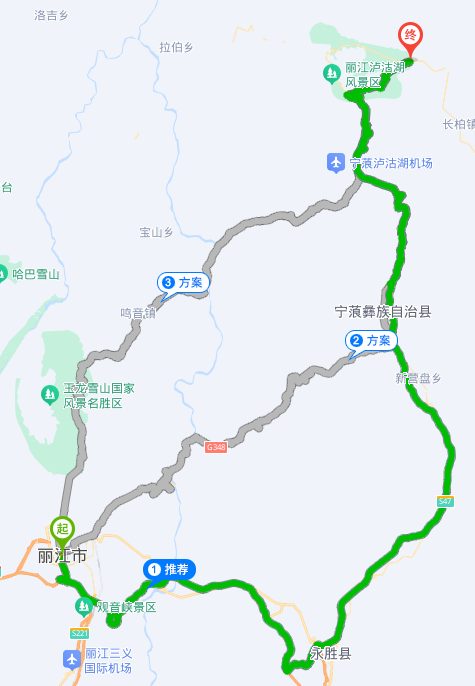 洛吉乡
拉伯乡
终
丽江泸沽湖
风景区
长柏镇
宁蒗泸沽湖机场
台
宝山乡
哈巴雪山
3 方案
鸣音镇
宁蒗彝族自治县
2 方案
新营盘乡
玉龙雪山国家
风景名胜区
G348
S47
起
丽江市
1 推荐
观音峡景区
S221
丽江三义
国际机场
永胜县